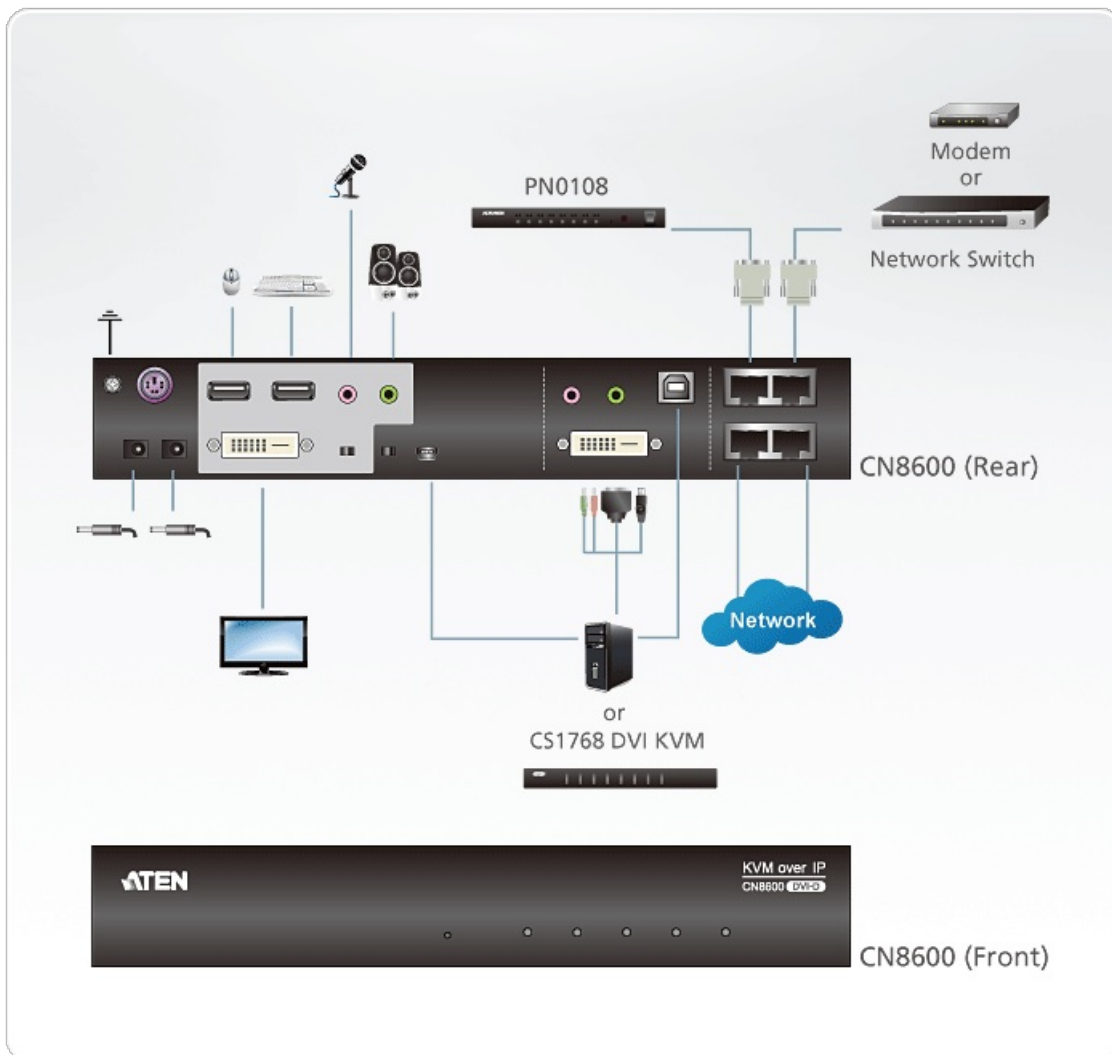 Modem
or
Network Switch
PN0108
CN8600 (Rear)
Network
or
CS1768 DVI KVM
ATEN
KVM over IP
CN8600 DVI-D
CN8600 (Front)